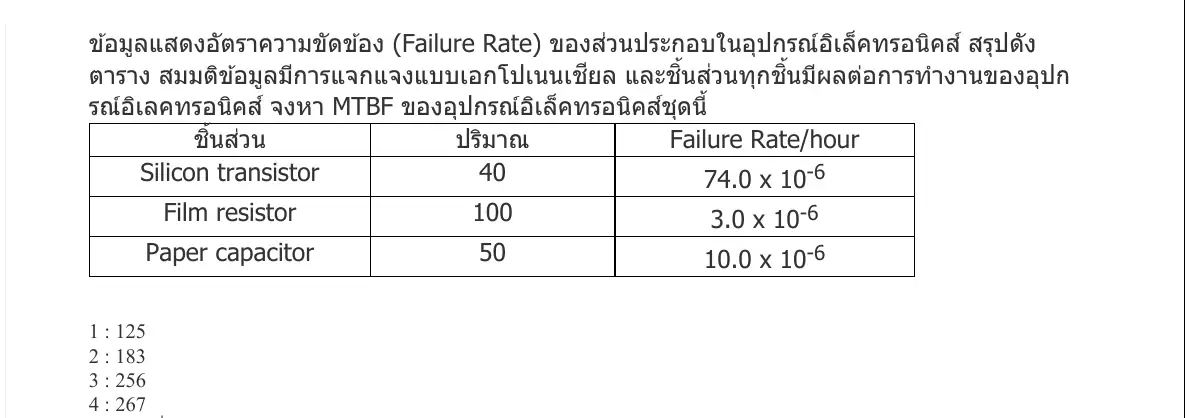 ข้อมูลแสดงอัตราความขัดข้อง (Failure Rate) ของส่วนประกอบในอุปกรณ์อิเล็คทรอนิคส์ สรุปดัง
ตาราง สมมติข้อมูลมีการแจกแจงแบบเอกโปเนนเชียล และชิ้นส่วนทุกชิ้นมีผลต่อการทำงานของอุปก
รณ์อิเลคทรอนิคส์ จงหา MTBF ของอุปกรณ์อิเล็คทรอนิคส์ชุดนี้
ชิ้นส่วน ปริมาณ Failure Rate/hour
Silicon transistor 40 74.0 x 10⁻⁶
Film resistor 100 3.0 x 10⁻⁶
Paper capacitor 50 10.0 x 10⁻⁶
1 : 125
2 : 183
3 : 256
4 : 267